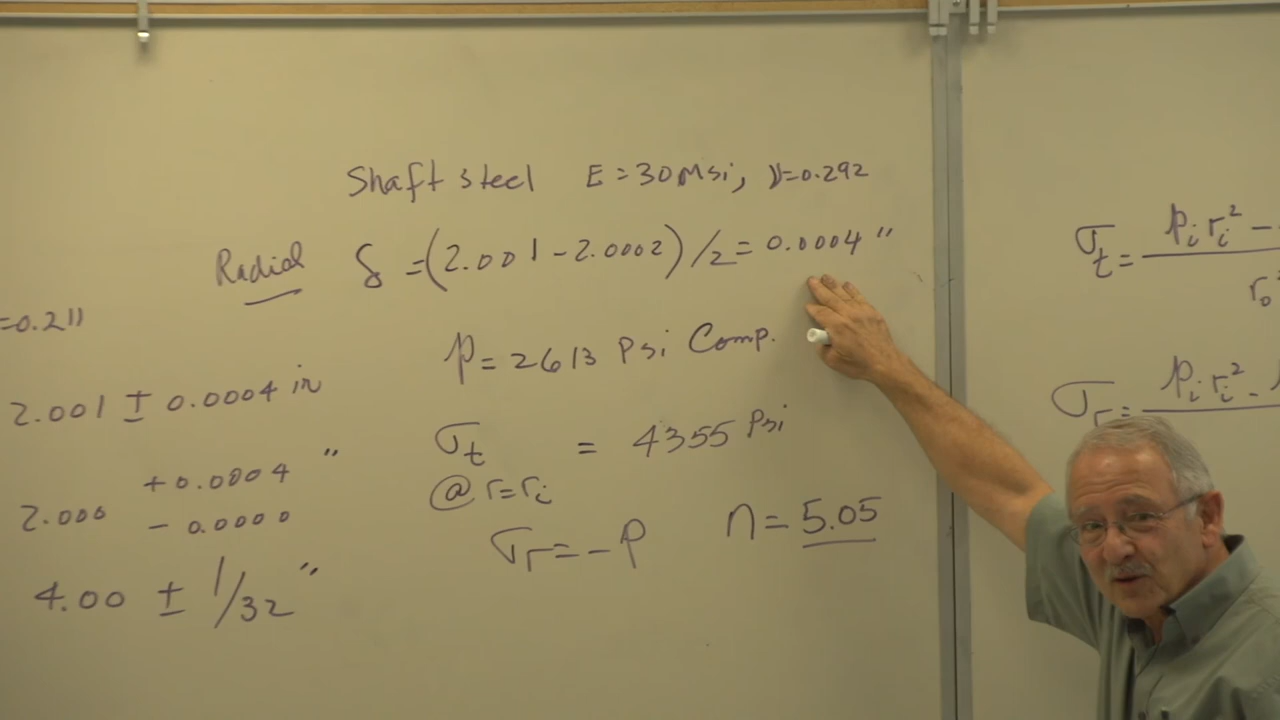 Shaft steel E = 30 Msi, ν=0.292
Radial δ = (2.001 - 2.0002)/2 = 0.0004"
=0.211
p = 2613 Psi Comp.
2.001 ± 0.0004 in
σt = 4355 Psi
@ r=ri
2.000 +0.0004 "
- 0.0000
σr = -p n = 5.05
4.00 ± 1/32"
σt = pi ri² -
ro²
σr = pi ri² -